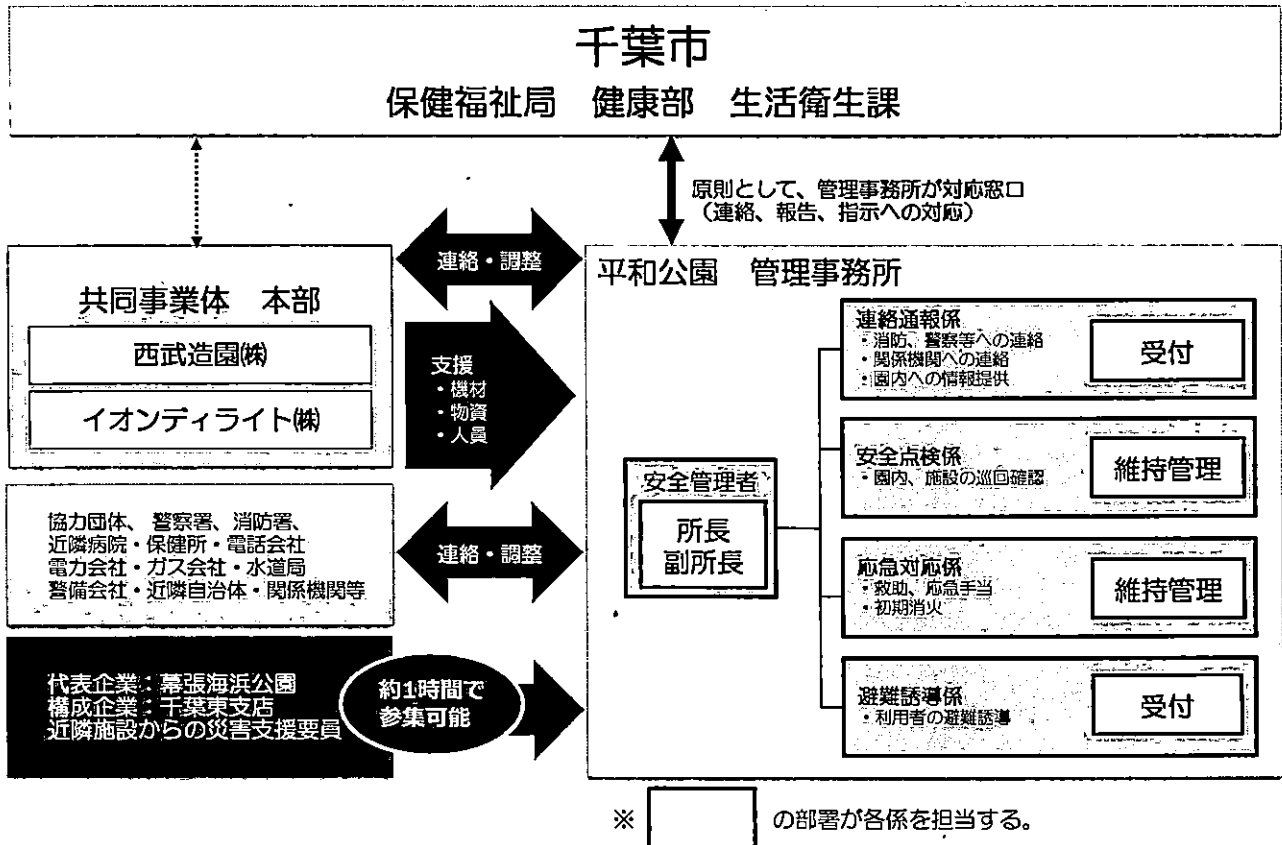 千葉市
保健福祉局 健康部 生活衛生課
原則として、管理事務所が対応窓口
（連絡、報告、指示への対応）
共同事業体 本部
西武造園㈱
イオンディライト㈱
連絡・調整
支援
・機材
・物資
・人員
協力団体、警察署、消防署、
近隣病院・保健所・電話会社
電力会社・ガス会社・水道局
警備会社・近隣自治体・関係機関等
連絡・調整
代表企業：幕張海浜公園
構成企業：千葉東支店
近隣施設からの災害支援要員
約1時間で
参集可能
平和公園 管理事務所
安全管理者
所長
副所長
連絡通報係
・消防、警察等への連絡
・関係機関への連絡
・園内への情報提供
受付
安全点検係
・園内、施設の巡回確認
維持管理
応急対応係
・救助、応急手当
・初期消火
維持管理
避難誘導係
・利用者の避難誘導
受付
※ の部署が各係を担当する。